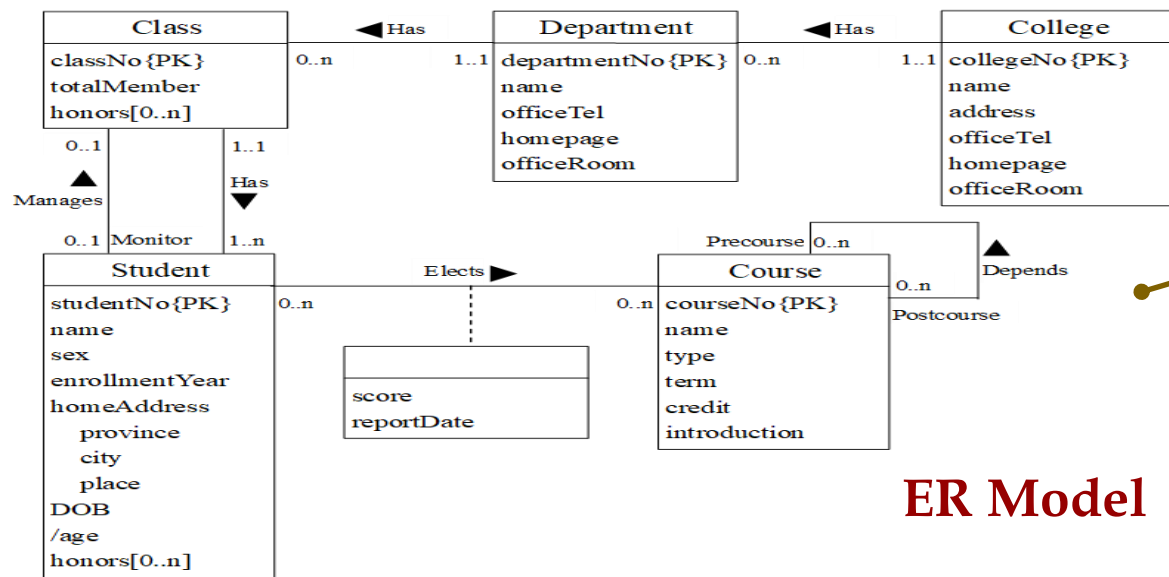 Class
classNo{PK}
totalMember
honors[0..n]
◀Has
0..n
1..1
Department
departmentNo{PK}
name
officeTel
homepage
officeRoom
◀Has
0..n
1..1
College
collegeNo{PK}
name
address
officeTel
homepage
officeRoom
0..1
▲
Manages
0..1
Monitor
1..1
Has
▼
1..n
Student
studentNo{PK}
name
sex
enrollmentYear
homeAddress
province
city
place
DOB
/age
honors[0..n]
Elects▶
0..n
0..n
score
reportDate
Precourse
0..n
▲
Depends
0..n
Postcourse
Course
courseNo{PK}
name
type
term
credit
introduction
ER Model